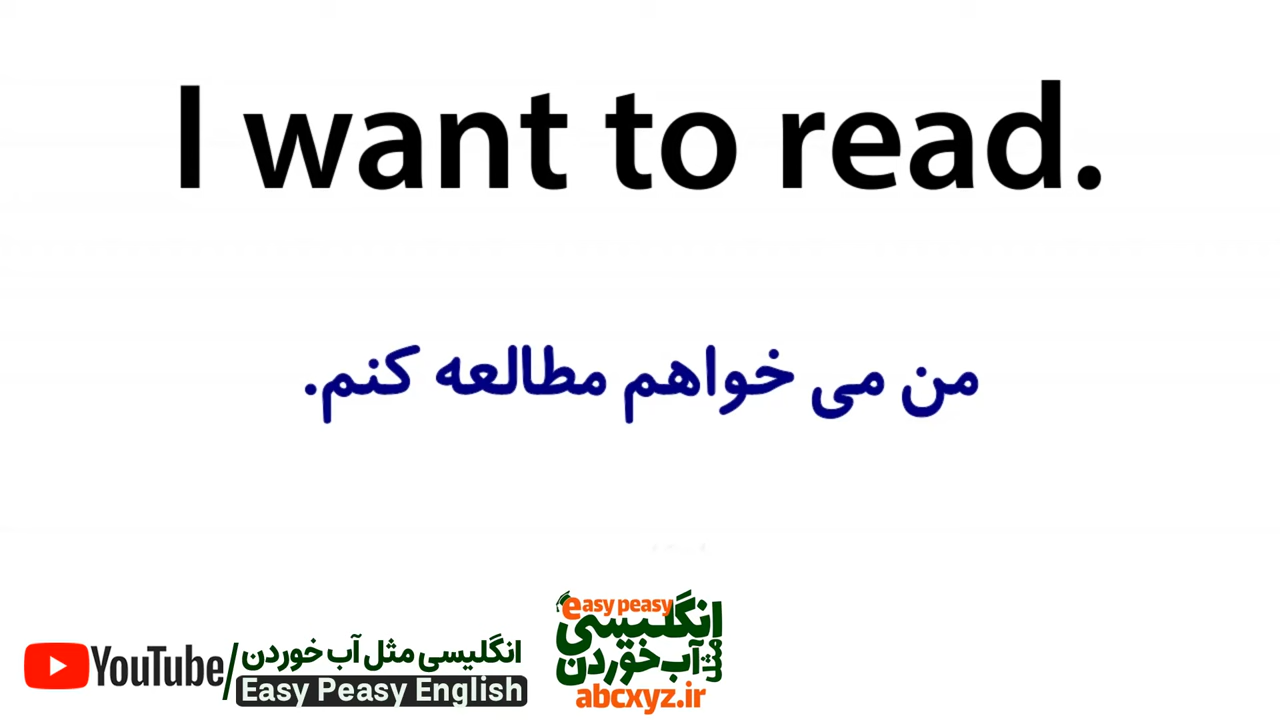 I want to read.
من می خواهم مطالعه کنم.
YouTube/انگلیسی مثل آب خوردن
Easy Peasy English
easy peasy
انگلیسی
مثل
آب خوردن
abcxyz.ir